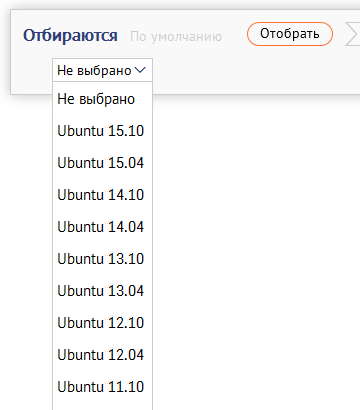 Отбираются По умолчанию Отобрать
Не выбрано
Не выбрано
Ubuntu 15.10
Ubuntu 15.04
Ubuntu 14.10
Ubuntu 14.04
Ubuntu 13.10
Ubuntu 13.04
Ubuntu 12.10
Ubuntu 12.04
Ubuntu 11.10